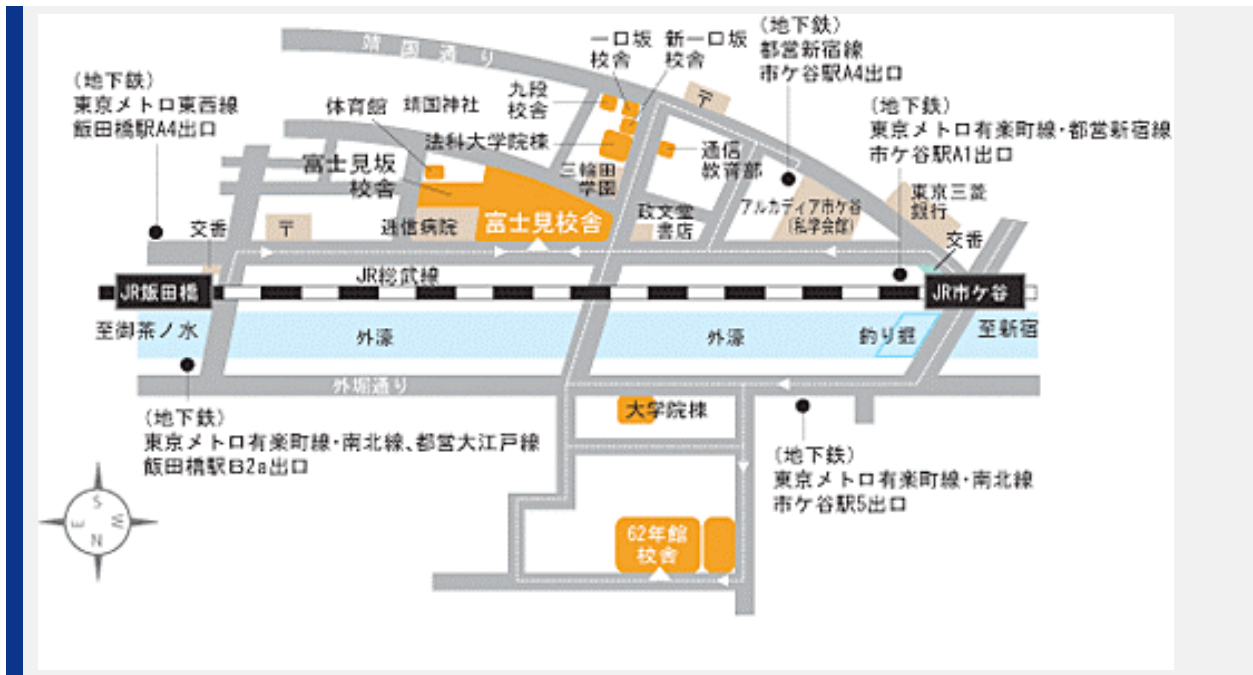 靖国通り
一口坂
校舎
新一口坂
校舎
(地下鉄)
都営新宿線
市ケ谷駅A4出口
(地下鉄)
東京メトロ東西線
飯田橋駅A4出口
体育館
靖国神社
九段
校舎
〒
(地下鉄)
東京メトロ有楽町線・都営新宿線
市ケ谷駅A1出口
法科大学院棟
富士見坂
校舎
三輪田
学園
通信
教育部
東京三菱
銀行
政文堂
書店
アルカディア市ケ谷
(私学会館)
交番
〒
逓信病院
富士見校舎
交番
JR総武線
JR飯田橋
JR市ケ谷
至御茶ノ水
外濠
外濠
釣り堀
至新宿
外堀通り
(地下鉄)
東京メトロ有楽町線・南北線、都営大江戸線
飯田橋駅B2a出口
大学院棟
(地下鉄)
東京メトロ有楽町線・南北線
市ケ谷駅5出口
S
E
W
N
62年館
校舎